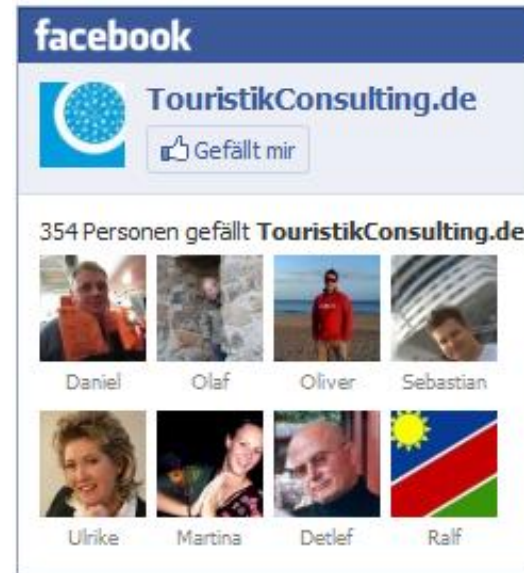 facebook
TouristikConsulting.de
Gefällt mir
354 Personen gefällt TouristikConsulting.de
Daniel Olaf Oliver Sebastian
Ulrike Martina Detlef Ralf